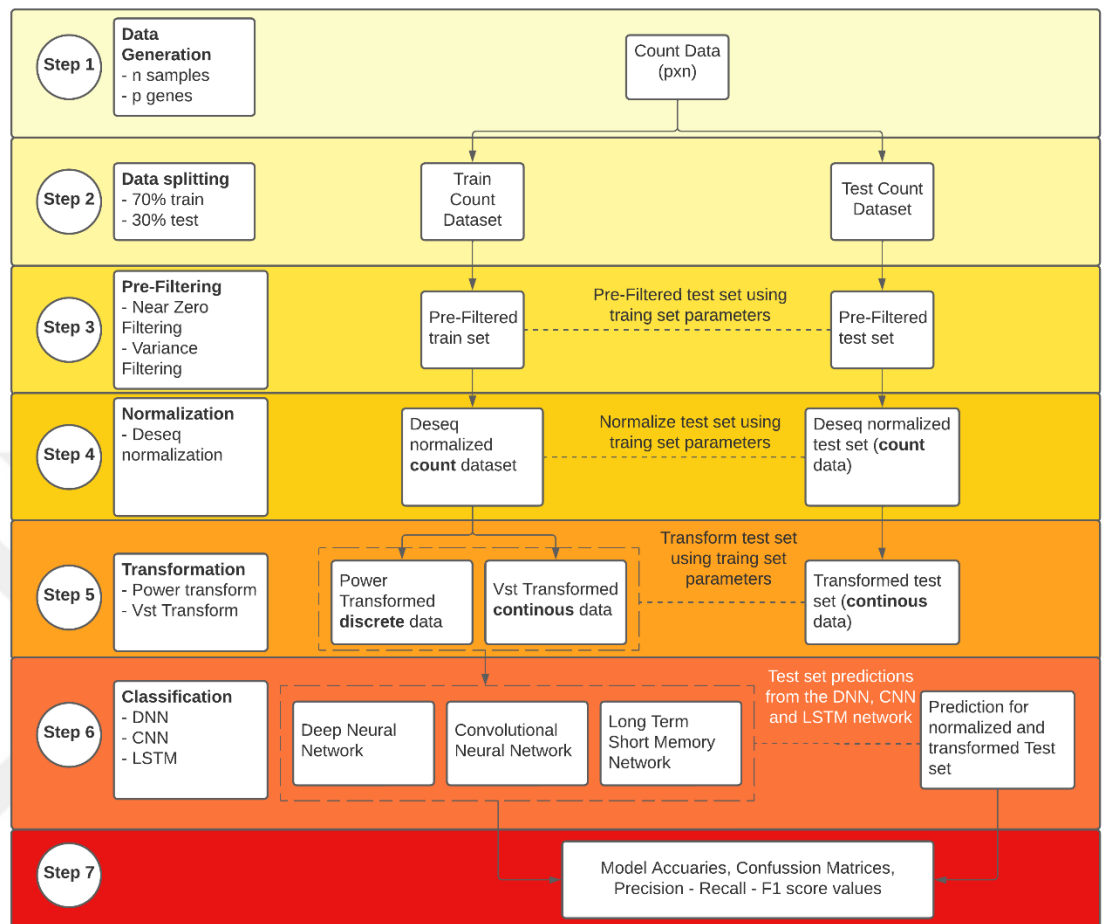 Step 1
Data
Generation
- n samples
- p genes
Count Data
(pxn)
Step 2
Data splitting
- 70% train
- 30% test
Train
Count
Dataset
Test Count
Dataset
Step 3
Pre-Filtering
- Near Zero
Filtering
- Variance
Filtering
Pre-Filtered
train set
Pre-Filtered test set using
traing set parameters
Pre-Filtered
test set
Step 4
Normalization
- Deseq
normalization
Deseq
normalized
count dataset
Normalize test set using
traing set parameters
Deseq normalized
test set (count
data)
Step 5
Transformation
- Power transform
- Vst Transform
Power
Transformed
discrete data
Vst Transformed
continous data
Transform test set
using traing set
parameters
Transformed test
set (continous
data)
Step 6
Classification
- DNN
- CNN
- LSTM
Deep Neural
Network
Convolutional
Neural Network
Long Term
Short Memory
Network
Test set predictions
from the DNN, CNN
and LSTM network
Prediction for
normalized and
transformed Test
set
Step 7
Model Accuaries, Confussion Matrices,
Precision - Recall - F1 score values